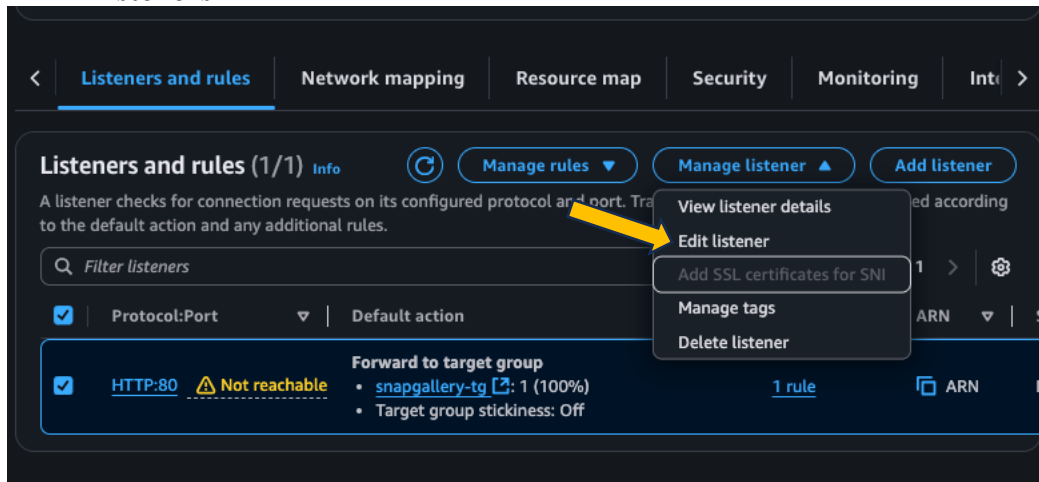 Listeners and rules
Network mapping
Resource map
Security
Monitoring
Listeners and rules (1/1) Info
Manage rules
Manage listener
Add listener
A listener checks for connection requests on its configured protocol and port. ed according
to the default action and any additional rules.
View listener details
Edit listener
Add SSL certificates for SNI
Manage tags
Delete listener
Filter listeners
1
Protocol:Port
Default action
ARN
HTTP:80
Not reachable
Forward to target group
• snapgallery-tg : 1 (100%)
• Target group stickiness: Off
1 rule
ARN